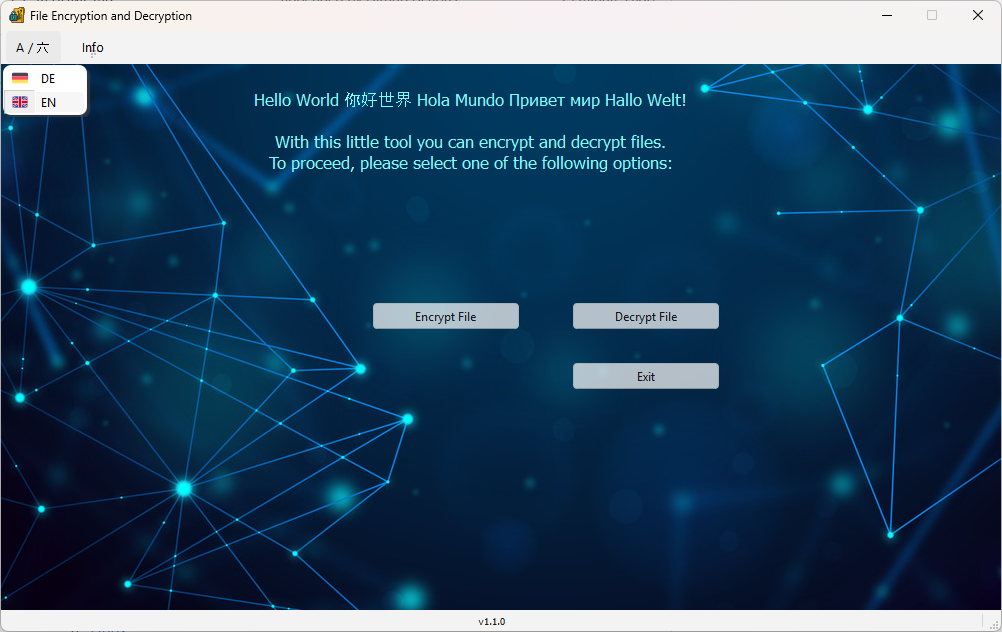 File Encryption and Decryption
A / 六 Info
DE
EN
Hello World 你好世界 Hola Mundo Привет мир Hallo Welt!
With this little tool you can encrypt and decrypt files.
To proceed, please select one of the following options:
Encrypt File Decrypt File
Exit
v1.1.0